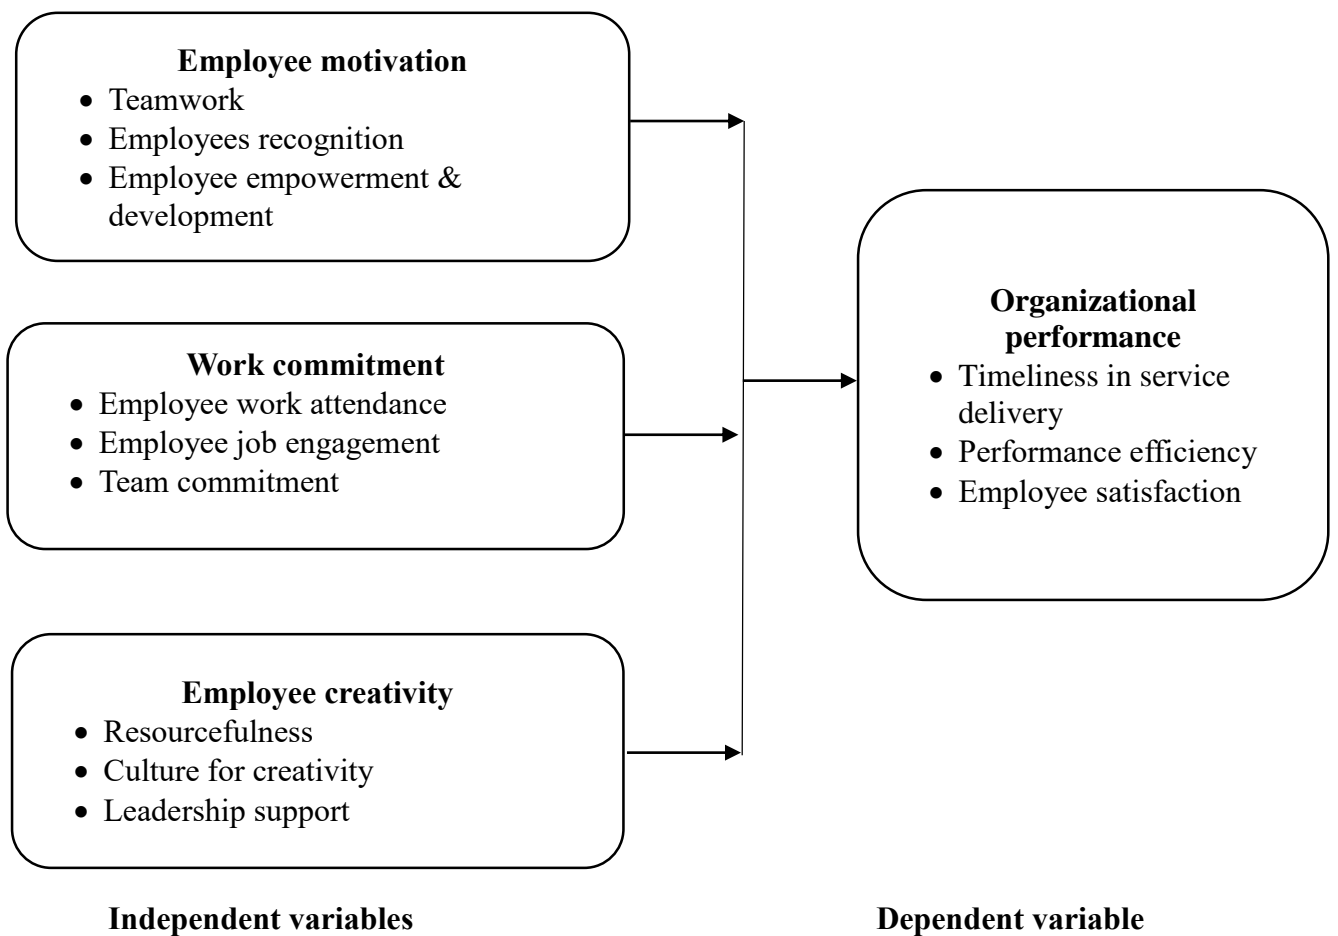 Employee motivation
• Teamwork
• Employees recognition
• Employee empowerment &
development
Work commitment
• Employee work attendance
• Employee job engagement
• Team commitment
Employee creativity
• Resourcefulness
• Culture for creativity
• Leadership support
Organizational
performance
• Timeliness in service
delivery
• Performance efficiency
• Employee satisfaction
Independent variables
Dependent variable